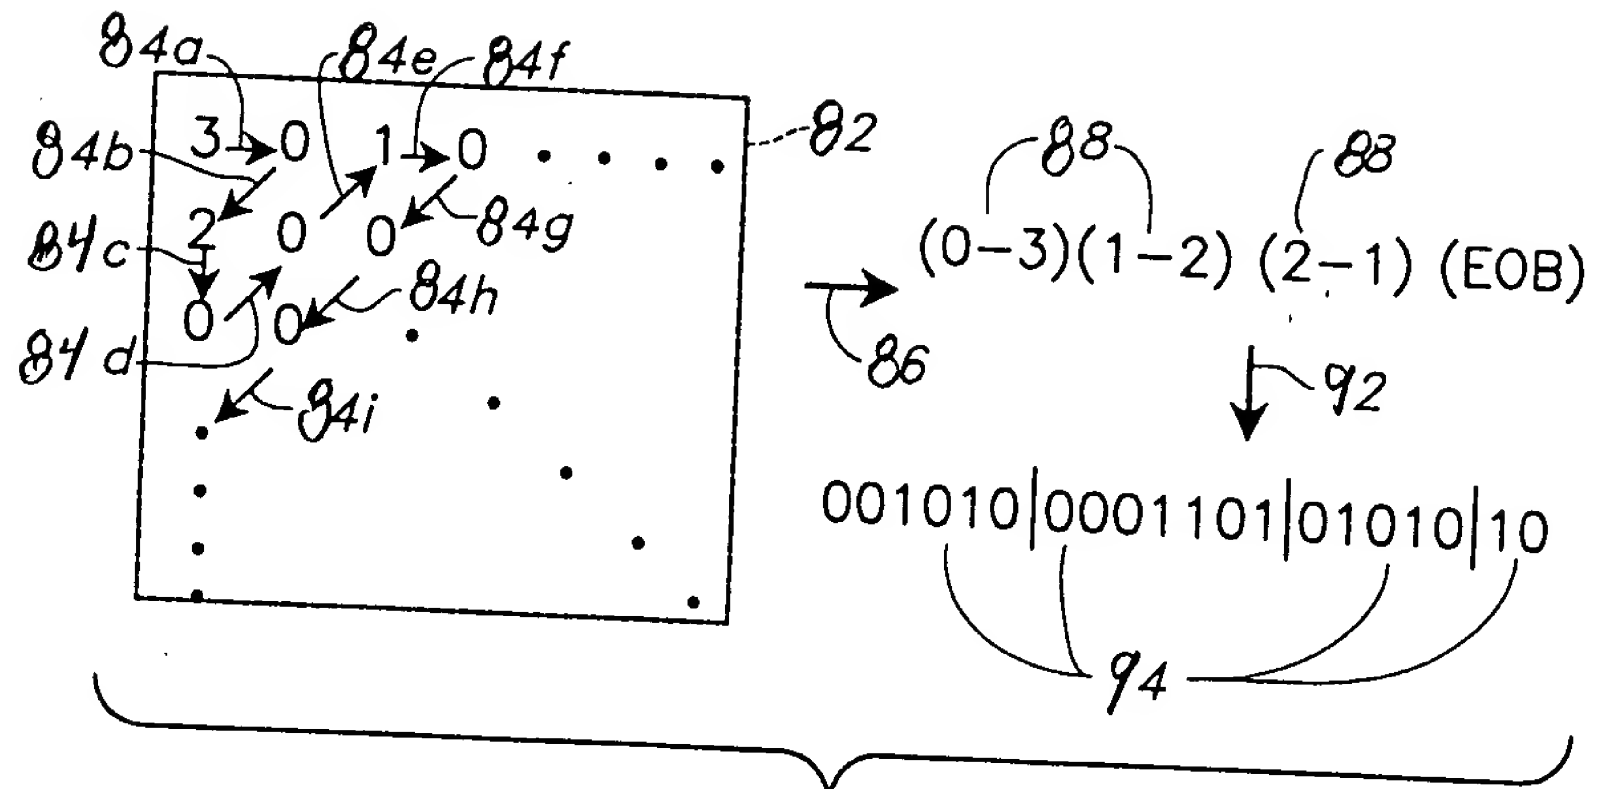 84a 84e 84f
3 0 1 0 . . . . 82
84b
2 0 0 84g
84c
0 0 84h
84d
84i
88 88
(0-3)(1-2) (2-1) (EOB)
86
92
001010|0001101|01010|10
94